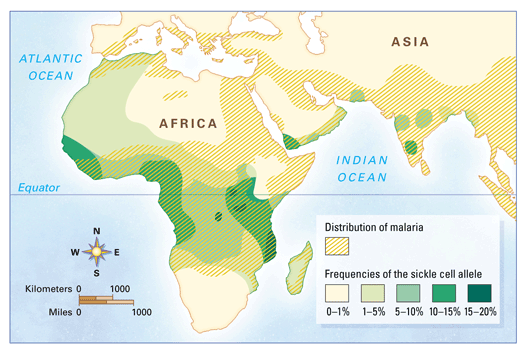 ATLANTIC
OCEAN
ASIA
AFRICA
INDIAN
OCEAN
Equator
N
W E
S
Kilometers 0 1000
Miles 0 1000
Distribution of malaria
Frequencies of the sickle cell allele
0–1% 1–5% 5–10% 10–15% 15–20%